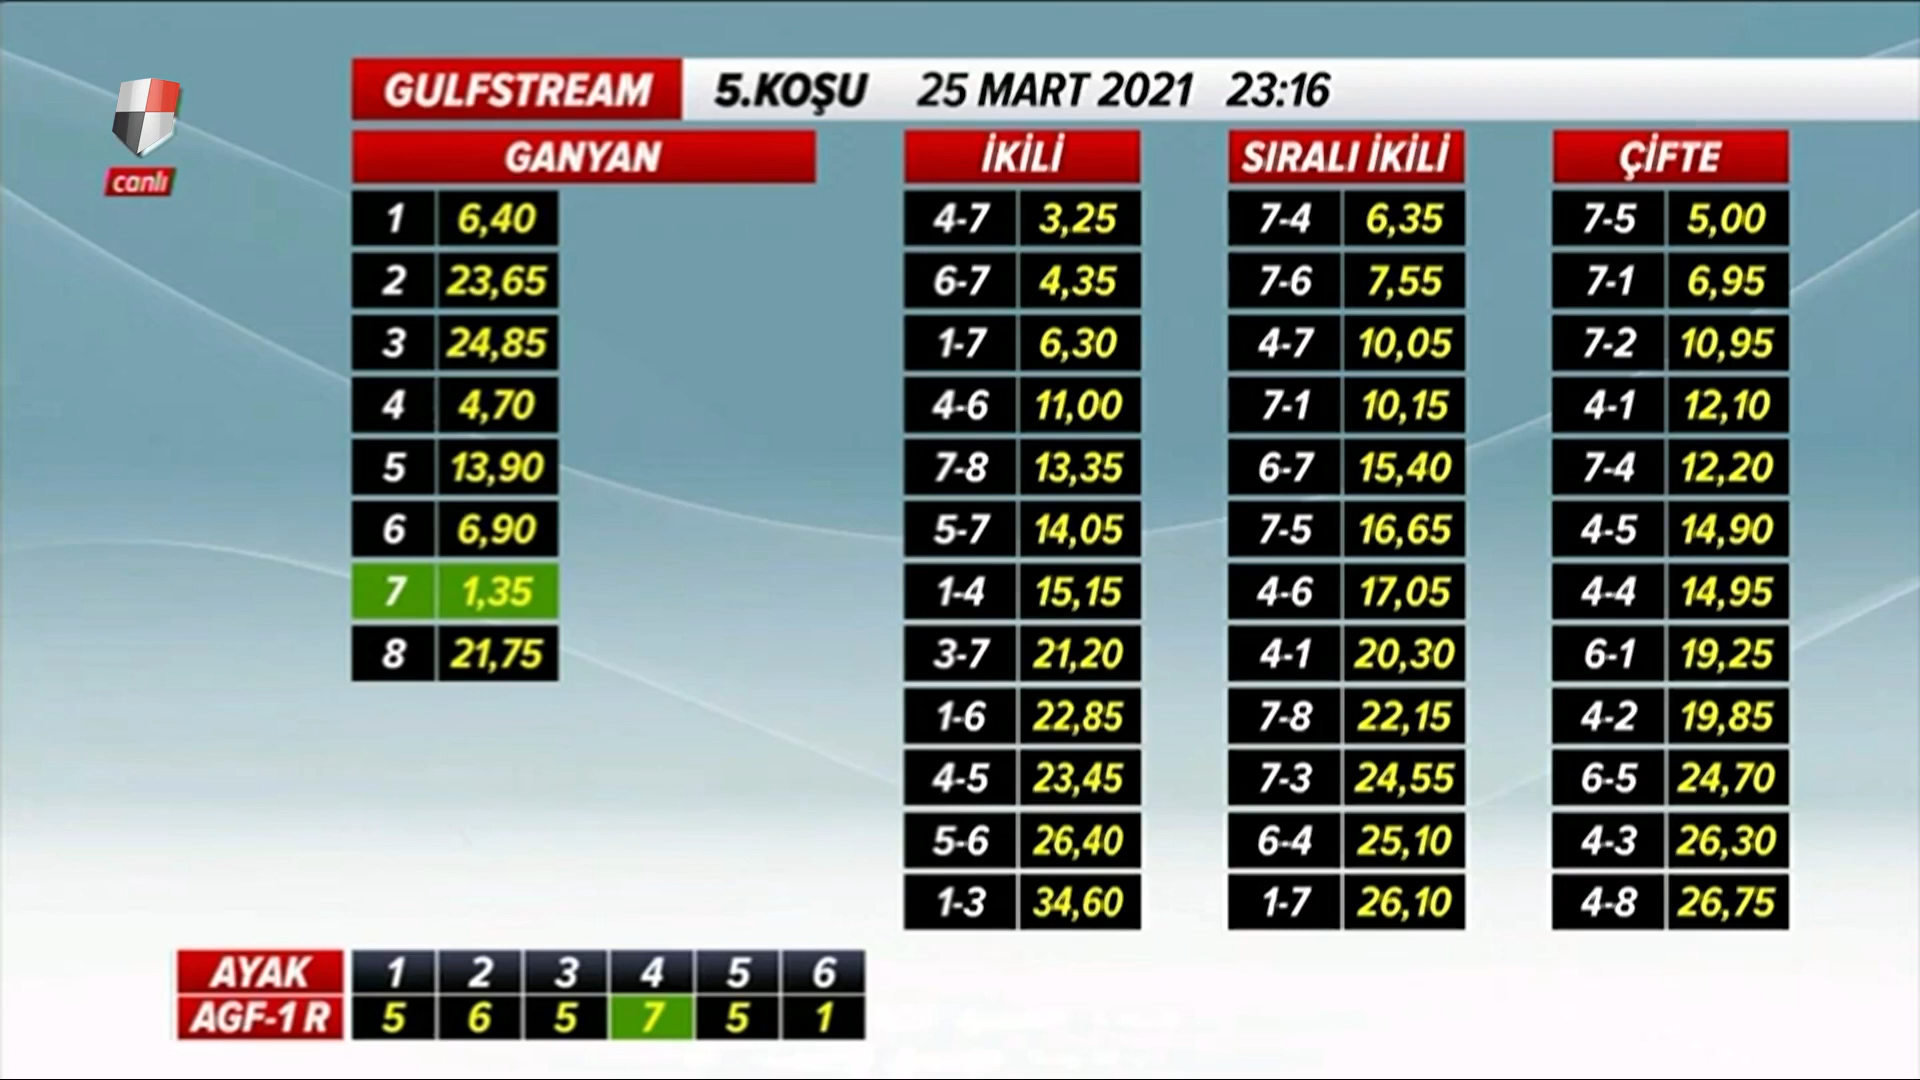 GULFSTREAM 5.KOŞU 25 MART 2021 23:16
canlı
GANYAN İKİLİ SIRALI İKİLİ ÇİFTE
1 6,40 4-7 3,25 7-4 6,35 7-5 5,00
2 23,65 6-7 4,35 7-6 7,55 7-1 6,95
3 24,85 1-7 6,30 4-7 10,05 7-2 10,95
4 4,70 4-6 11,00 7-1 10,15 4-1 12,10
5 13,90 7-8 13,35 6-7 15,40 7-4 12,20
6 6,90 5-7 14,05 7-5 16,65 4-5 14,90
7 1,35 1-4 15,15 4-6 17,05 4-4 14,95
8 21,75 3-7 21,20 4-1 20,30 6-1 19,25
1-6 22,85 7-8 22,15 4-2 19,85
4-5 23,45 7-3 24,55 6-5 24,70
5-6 26,40 6-4 25,10 4-3 26,30
1-3 34,60 1-7 26,10 4-8 26,75
AYAK 1 2 3 4 5 6
AGF-1 R 5 6 5 7 5 1